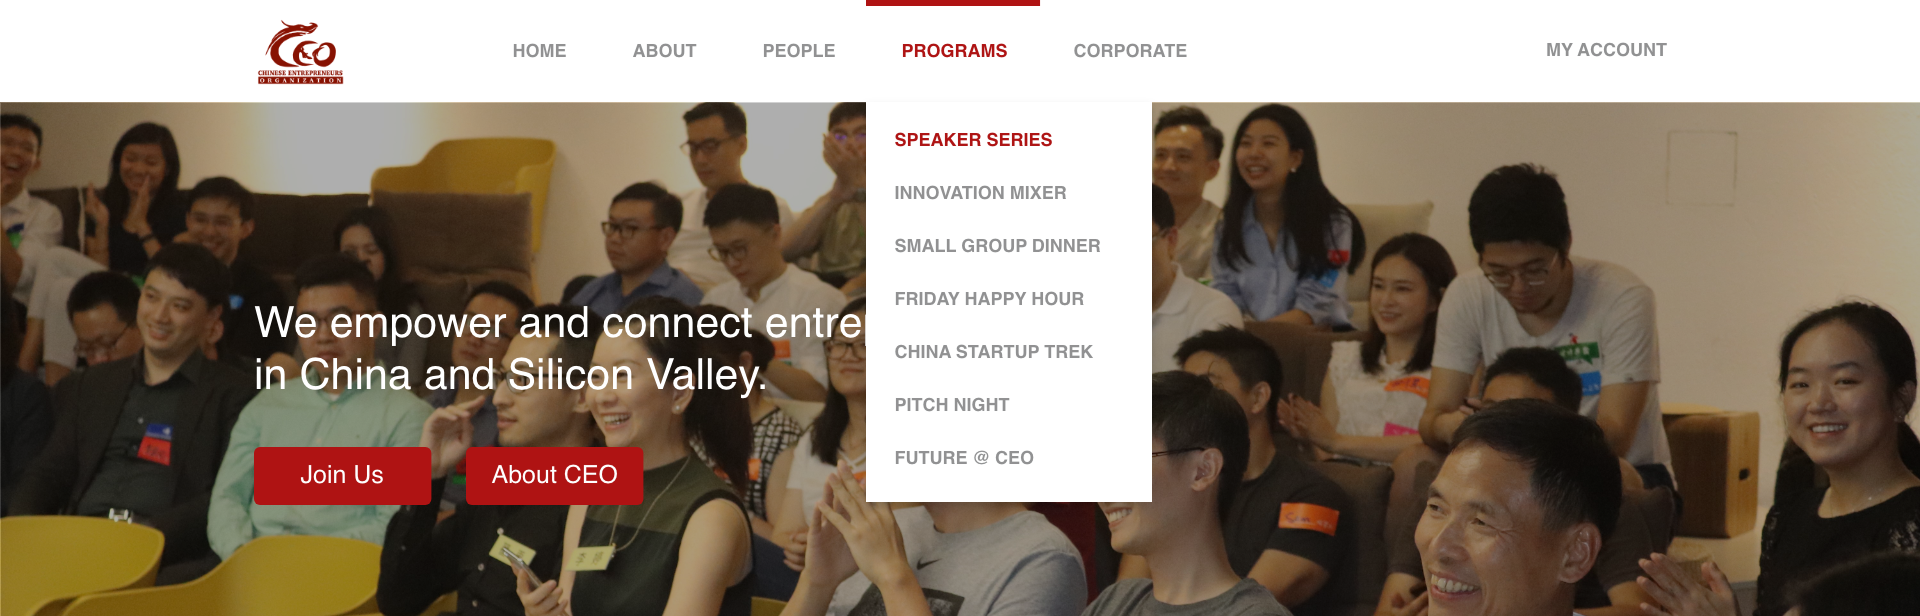 CEO
CHINESE ENTREPRENEURS
ORGANIZATION
HOME
ABOUT
PEOPLE
PROGRAMS
CORPORATE
MY ACCOUNT
SPEAKER SERIES
INNOVATION MIXER
SMALL GROUP DINNER
FRIDAY HAPPY HOUR
CHINA STARTUP TREK
PITCH NIGHT
FUTURE @ CEO
We empower and connect entre
in China and Silicon Valley.
Join Us
About CEO